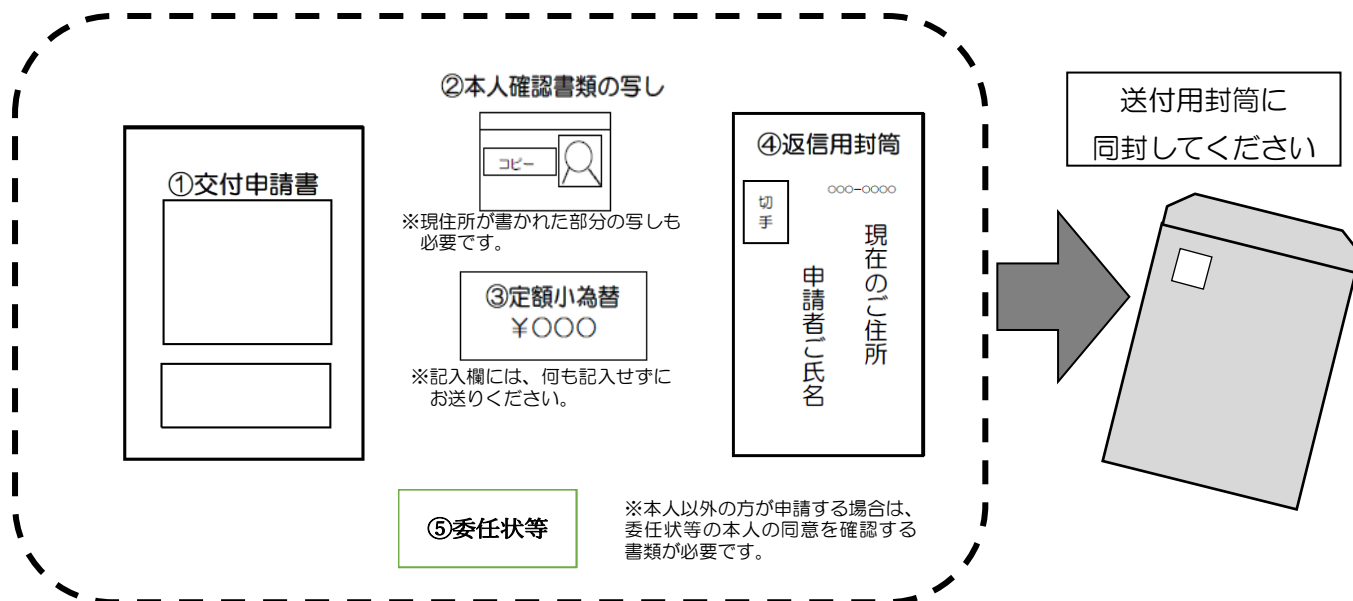 ①交付申請書
②本人確認書類の写し
コピー
※現住所が書かれた部分の写しも
必要です。
③定額小為替
￥○○○
※記入欄には、何も記入せずに
お送りください。
④返信用封筒
切手
○○○-○○○○
現在のご住所
申請者ご氏名
⑤委任状等
※本人以外の方が申請する場合は、
委任状等の本人の同意を確認する
書類が必要です。
送付用封筒に
同封してください